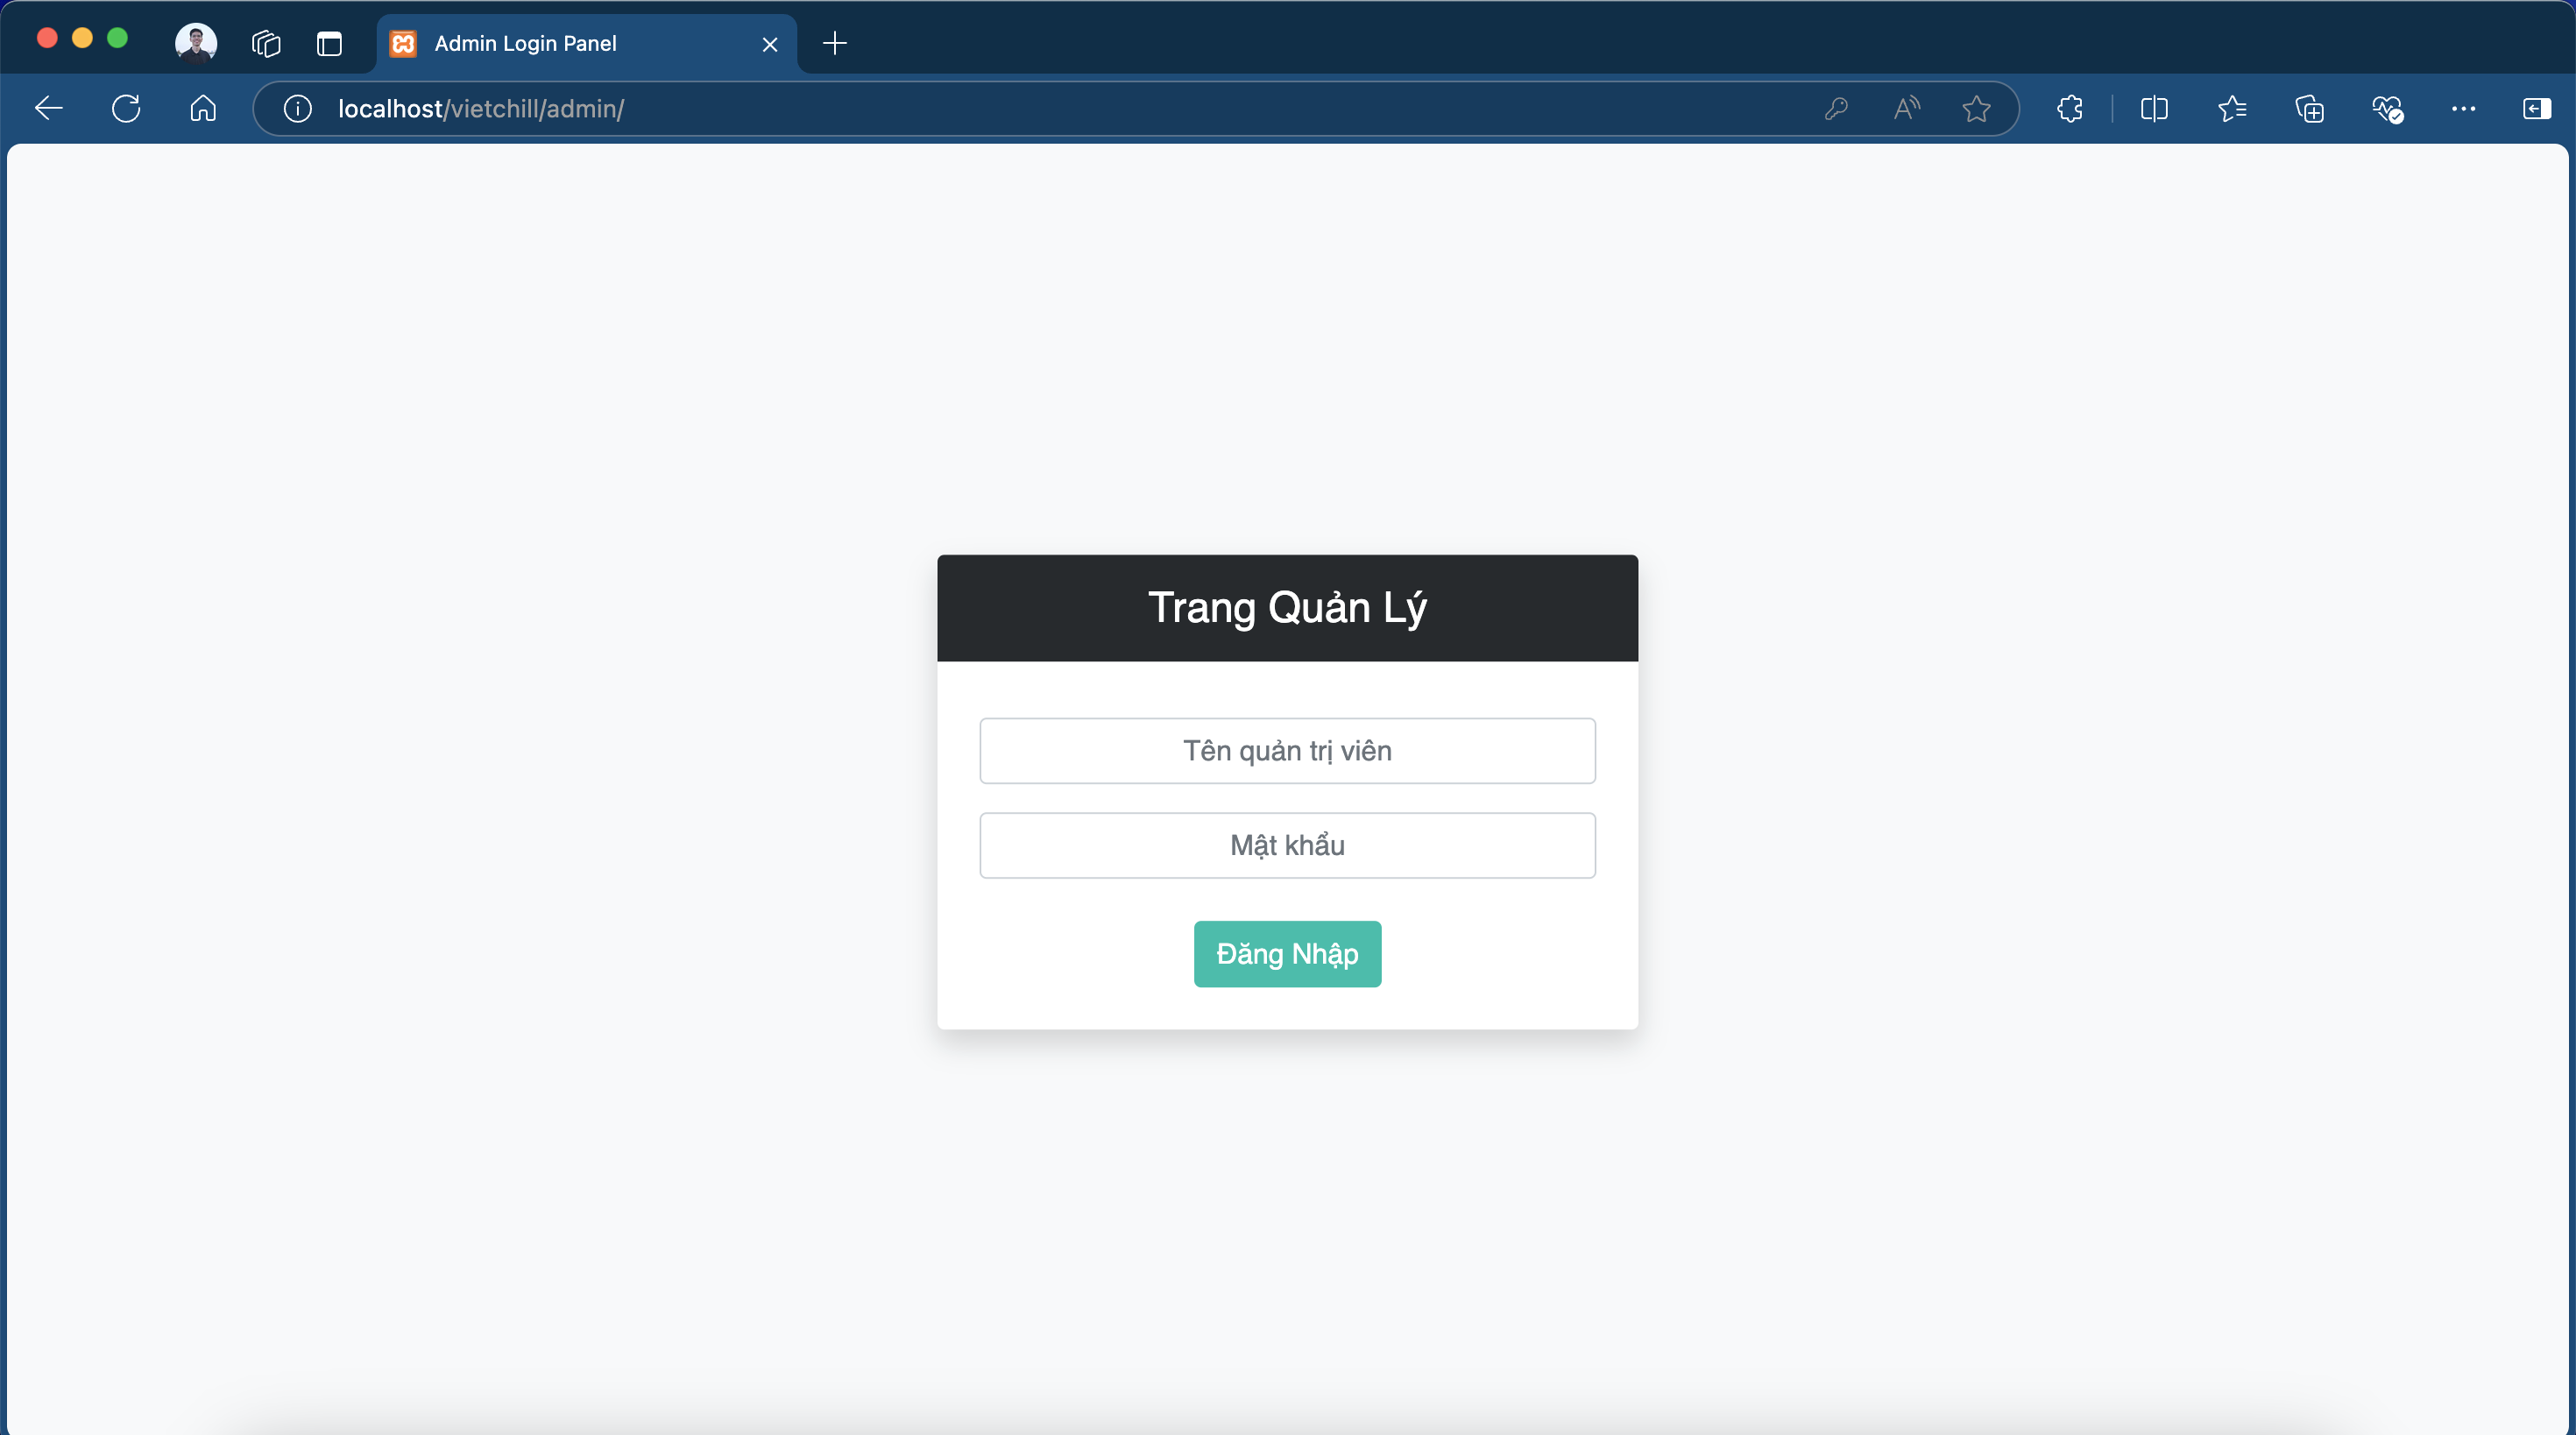 Admin Login Panel
localhost/vietchill/admin/
Trang Quản Lý
Tên quản trị viên
Mật khẩu
Đăng Nhập